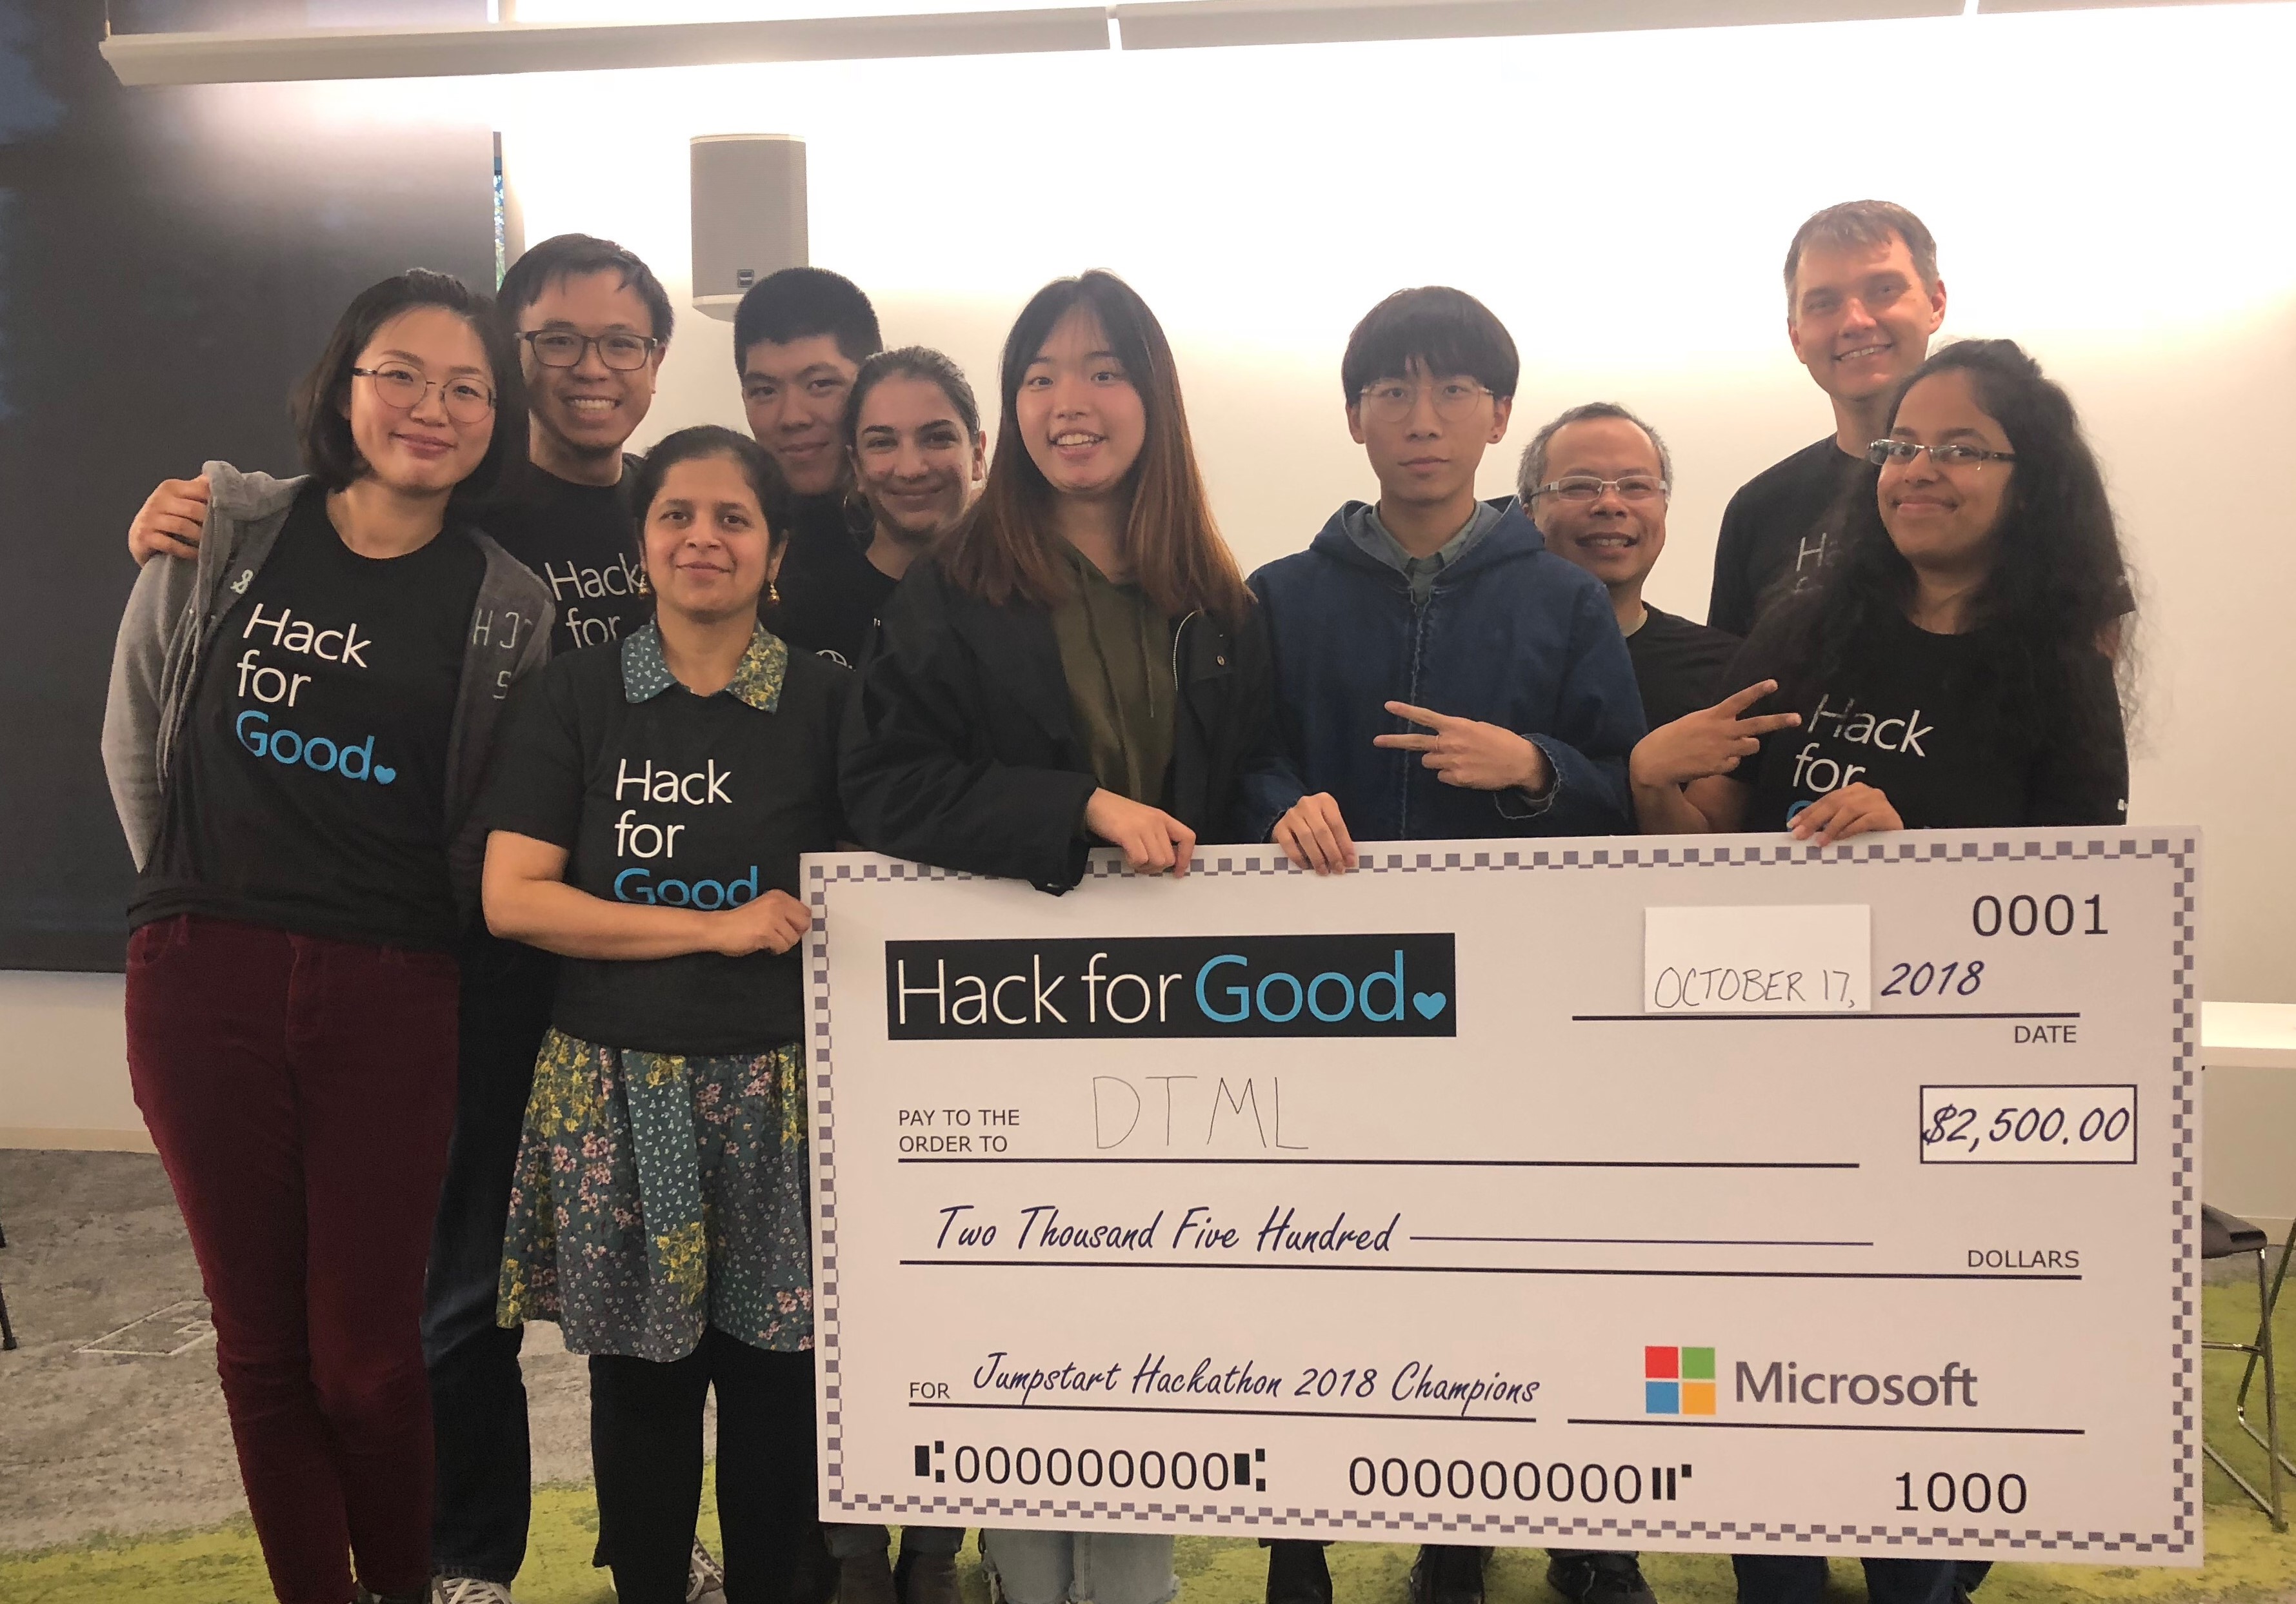 Hack
for
Good
Hack
for
Hack
for
Good
Hack
for
Hack for Good
0001
OCTOBER 17, 2018
DATE
PAY TO THE
ORDER TO
DTML
$2,500.00
Two Thousand Five Hundred
DOLLARS
FOR Jumpstart Hackathon 2018 Champions
Microsoft
000000000 000000000 1000